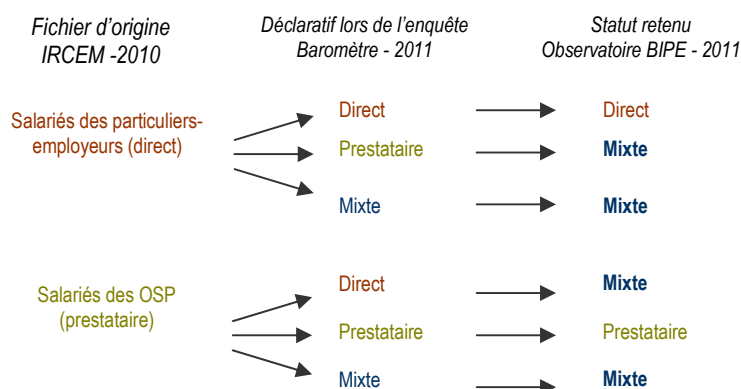 Fichier d'origine
IRCEM -2010
Déclaratif lors de l'enquête
Baromètre - 2011
Statut retenu
Observatoire BIPE - 2011
Salariés des particuliers-
employeurs (direct)
Direct
Direct
Prestataire
Mixte
Mixte
Mixte
Salariés des OSP
(prestataire)
Direct
Mixte
Prestataire
Prestataire
Mixte
Mixte